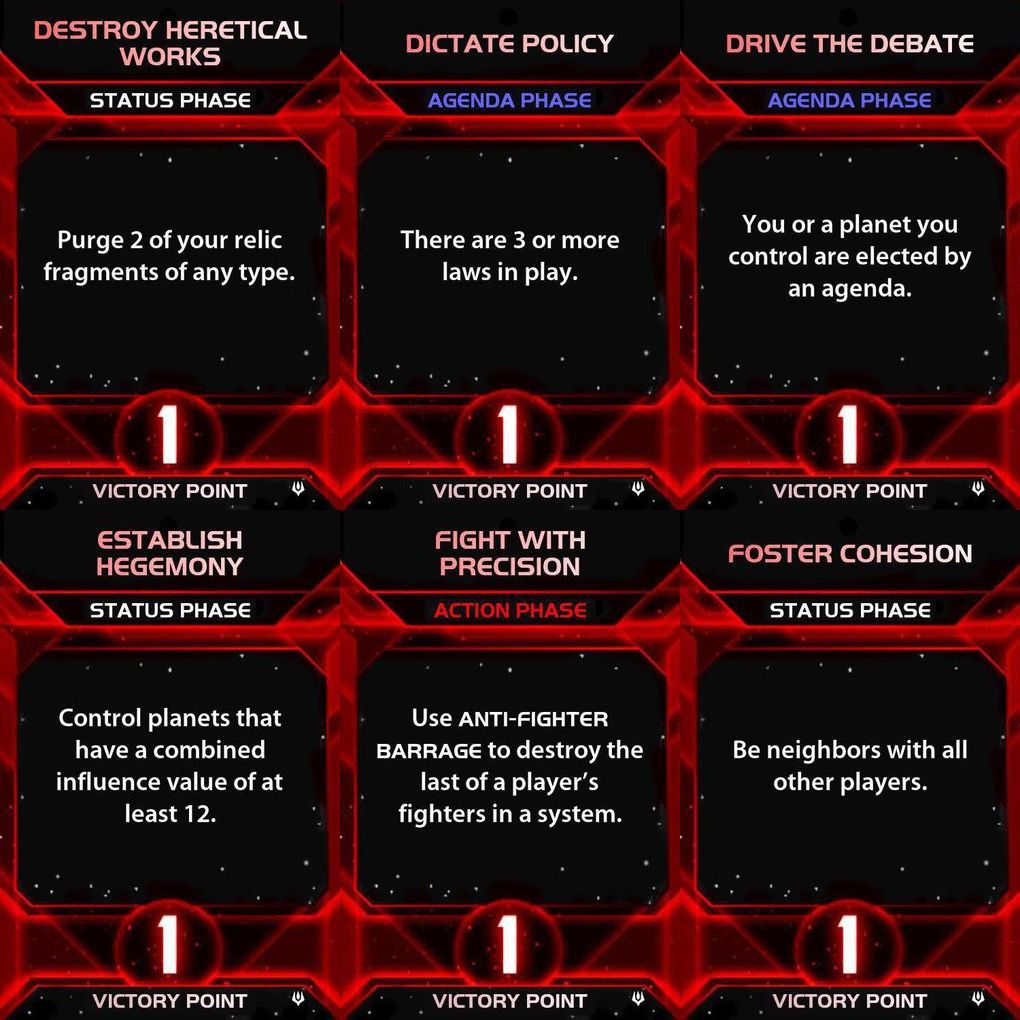 DESTROY HERETICAL
WORKS
STATUS PHASE
Purge 2 of your relic
fragments of any type.
1
VICTORY POINT
DICTATE POLICY
AGENDA PHASE
There are 3 or more
laws in play.
1
VICTORY POINT
DRIVE THE DEBATE
AGENDA PHASE
You or a planet you
control are elected by
an agenda.
1
VICTORY POINT
ESTABLISH
HEGEMONY
STATUS PHASE
Control planets that
have a combined
influence value of at
least 12.
1
VICTORY POINT
FIGHT WITH
PRECISION
ACTION PHASE
Use ANTI-FIGHTER
BARRAGE to destroy the
last of a player’s
fighters in a system.
1
VICTORY POINT
FOSTER COHESION
STATUS PHASE
Be neighbors with all
other players.
1
VICTORY POINT